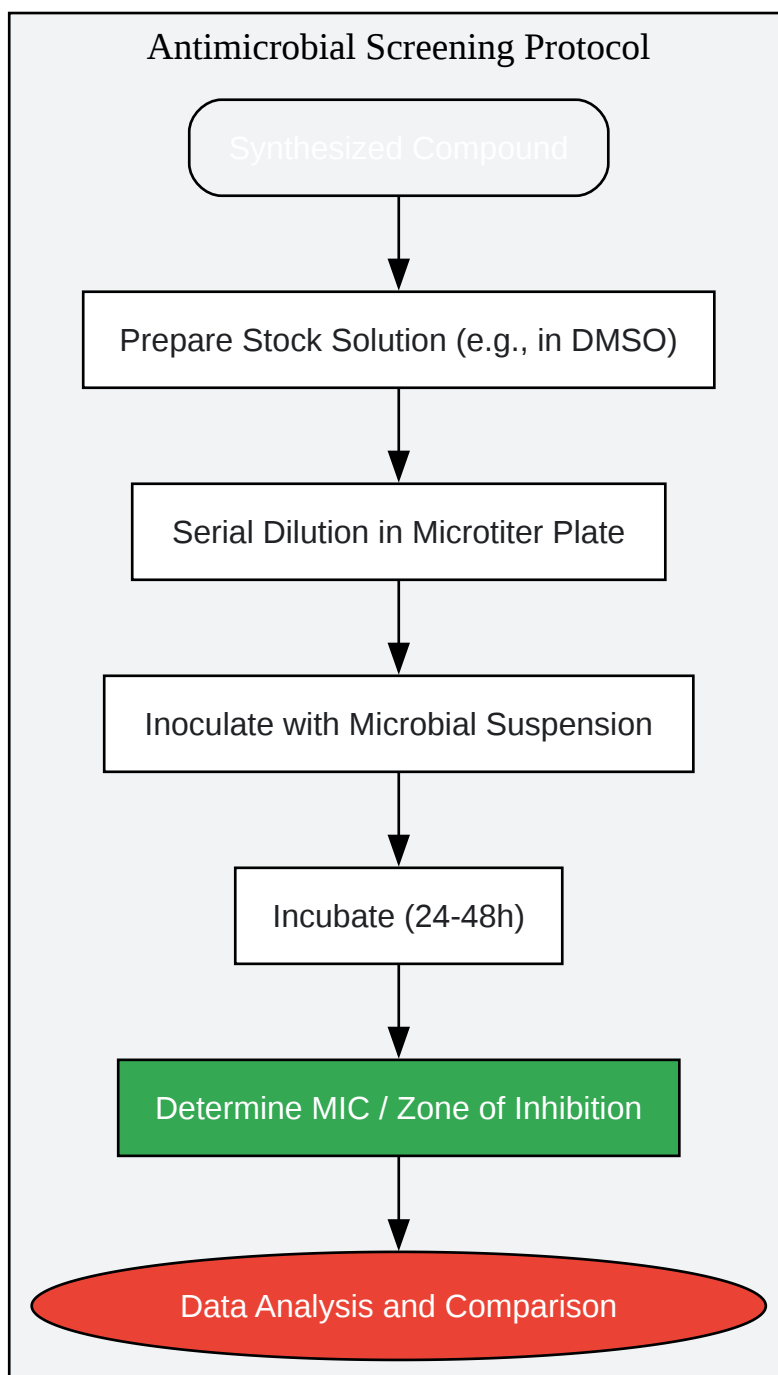 Antimicrobial Screening Protocol
Synthesized Compound
Prepare Stock Solution (e.g., in DMSO)
Serial Dilution in Microtiter Plate
Inoculate with Microbial Suspension
Incubate (24-48h)
Determine MIC / Zone of Inhibition
Data Analysis and Comparison